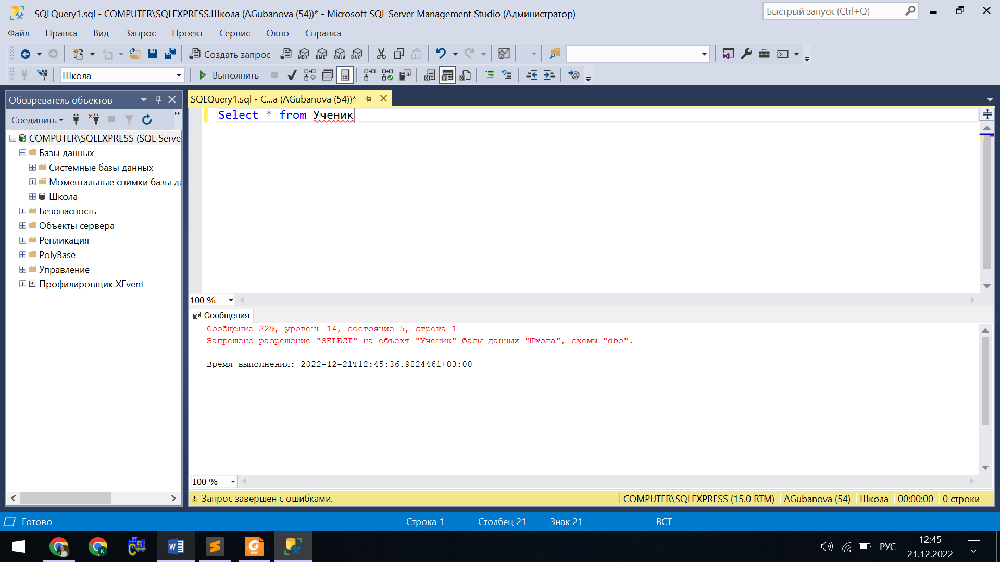 SQLQuery1.sql - COMPUTER\SQLEXPRESS.Школа (AGubanova (54))* - Microsoft SQL Server Management Studio (Администратор)
Быстрый запуск (Ctrl+Q)
Файл Правка Вид Запрос Проект Сервис Окно Справка
Создать запрос MDX DMX XMLA DAX
Школа Выполнить
Обозреватель объектов
SQLQuery1.sql - C...a (AGubanova (54))*
Соединить
Select * from Ученик
COMPUTER\SQLEXPRESS (SQL Serve
Базы данных
Системные базы данных
Моментальные снимки базы да
Школа
Безопасность
Объекты сервера
Репликация
PolyBase
Управление
Профилировщик XEvent
100 %
Сообщения
Сообщение 229, уровень 14, состояние 5, строка 1
Запрещено разрешение "SELECT" на объект "Ученик" базы данных "Школа", схемы "dbo".
Время выполнения: 2022-12-21T12:45:36.9824461+03:00
100 %
Запрос завершен с ошибками.
COMPUTER\SQLEXPRESS (15.0 RTM) AGubanova (54) Школа 00:00:00 0 строки
Готово Строка 1 Столбец 21 Знак 21 ВСТ
РУС
12:45
21.12.2022